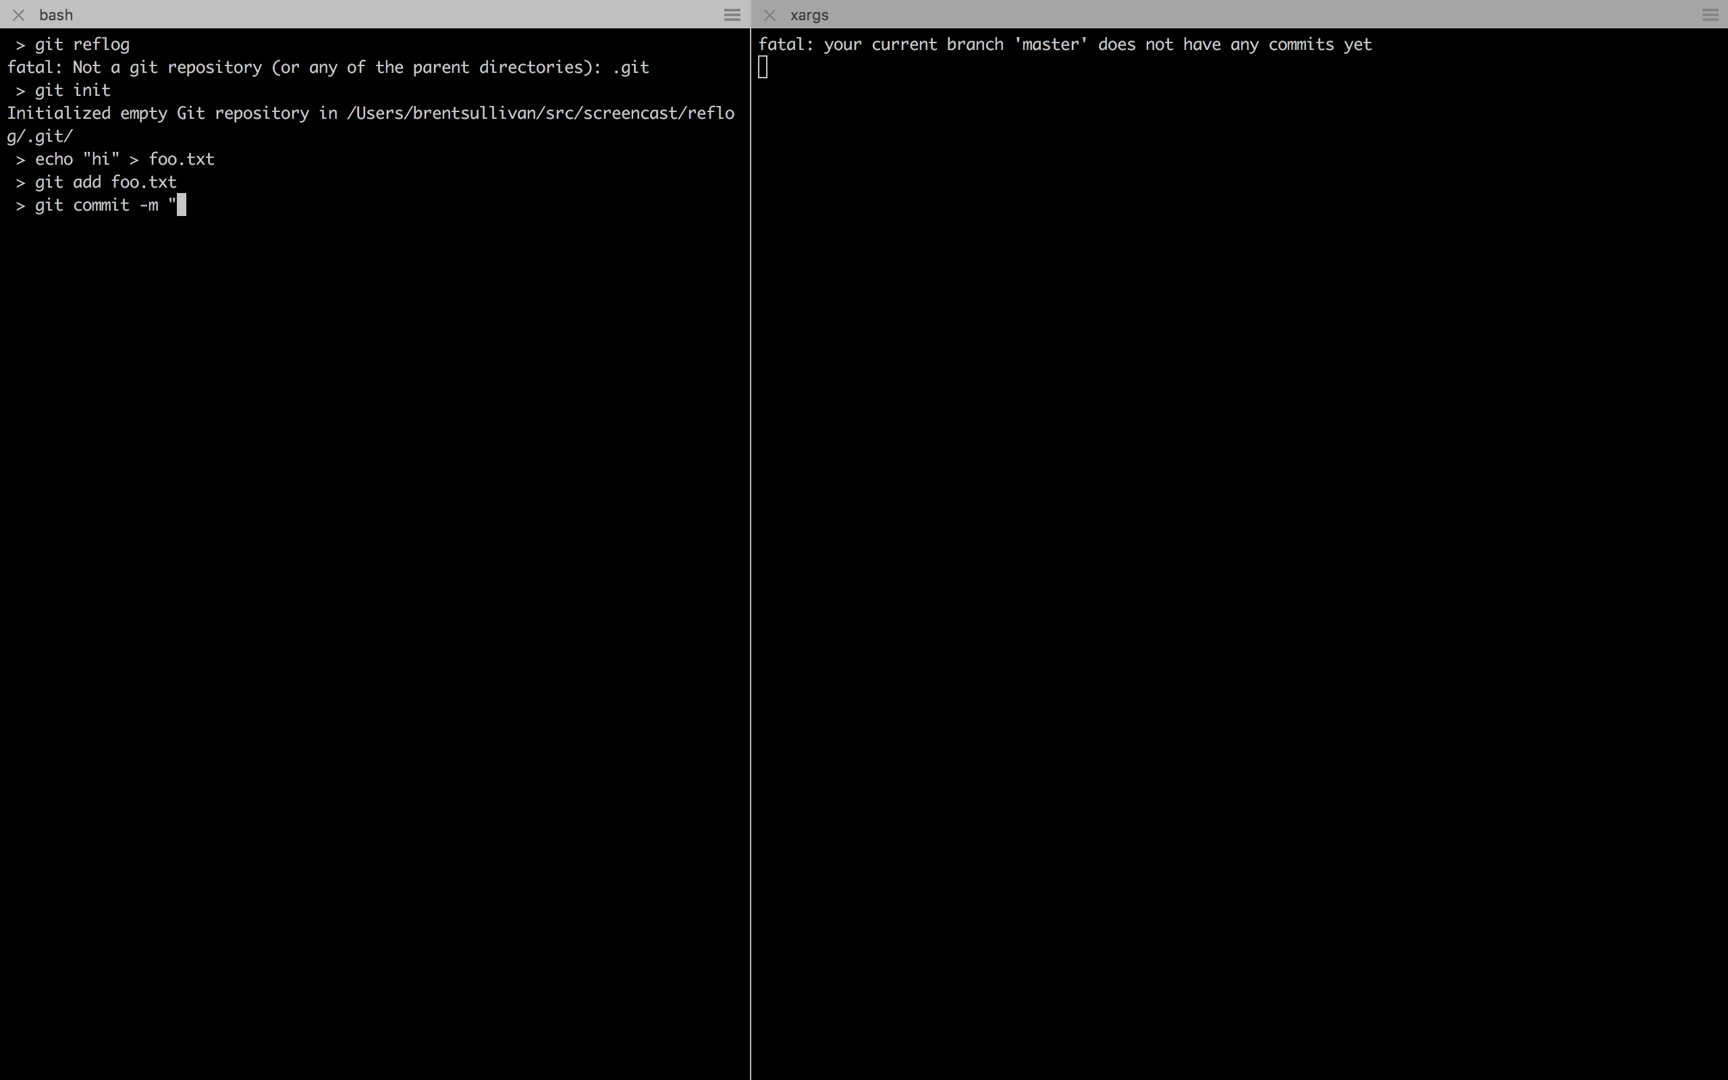 bash
> git reflog
fatal: Not a git repository (or any of the parent directories): .git
> git init
Initialized empty Git repository in /Users/brentsullivan/src/screencast/reflo
g/.git/
> echo "hi" > foo.txt
> git add foo.txt
> git commit -m "
xargs
fatal: your current branch 'master' does not have any commits yet